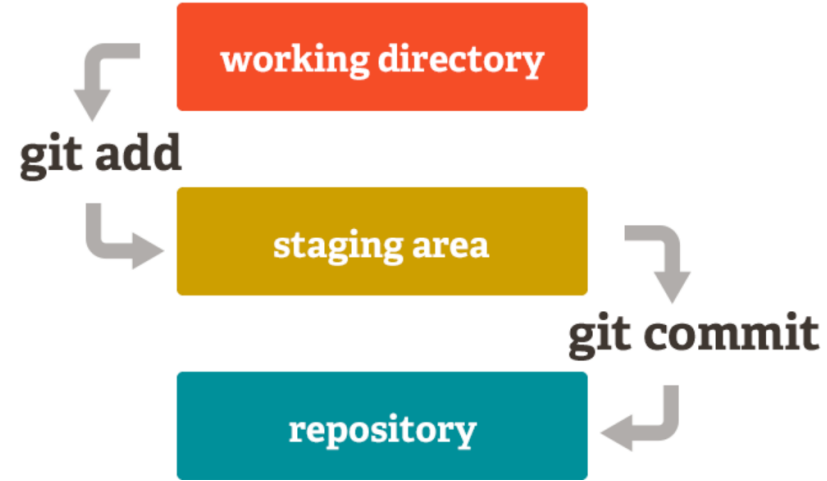 working directory
git add
staging area
git commit
repository